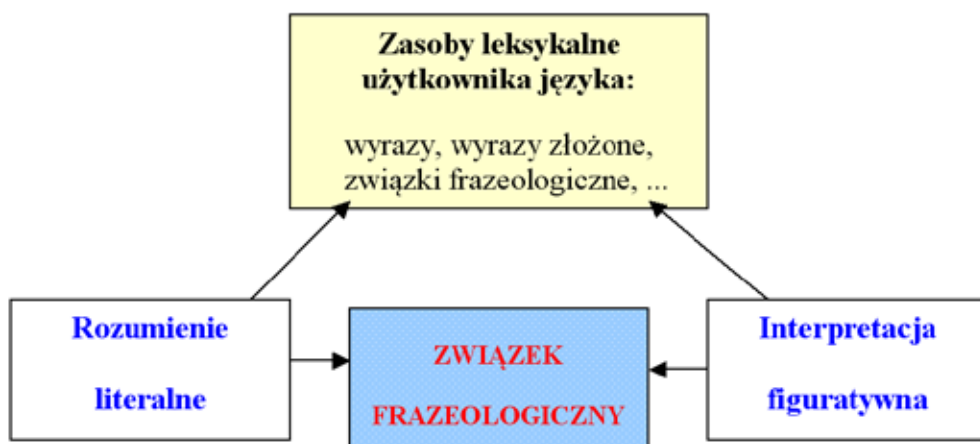 Zasoby leksykalne
użytkownika języka:
wyrazy, wyrazy złożone,
związki frazeologiczne, ...
Rozumienie
literalne
ZWIĄZEK
FRAZEOLOGICZNY
Interpretacja
figuratywna